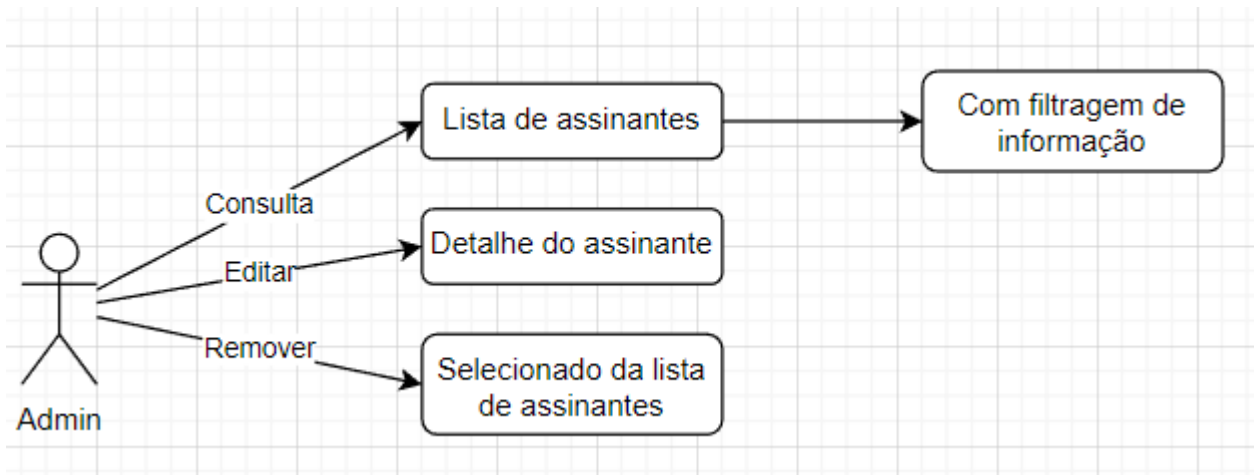 Lista de assinantes
Com filtragem de
informação
Consulta
Detalhe do assinante
Editar
Remover
Selecionado da lista
de assinantes
Admin